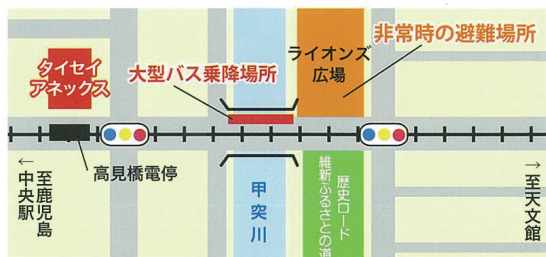 タイセイ
アネックス
大型バス乗降場所
ライオンズ
広場
非常時の避難場所
高見橋電停
←至鹿児島
中央駅
甲突川
歴史ロード
維新ふるさとの道
→至天文館